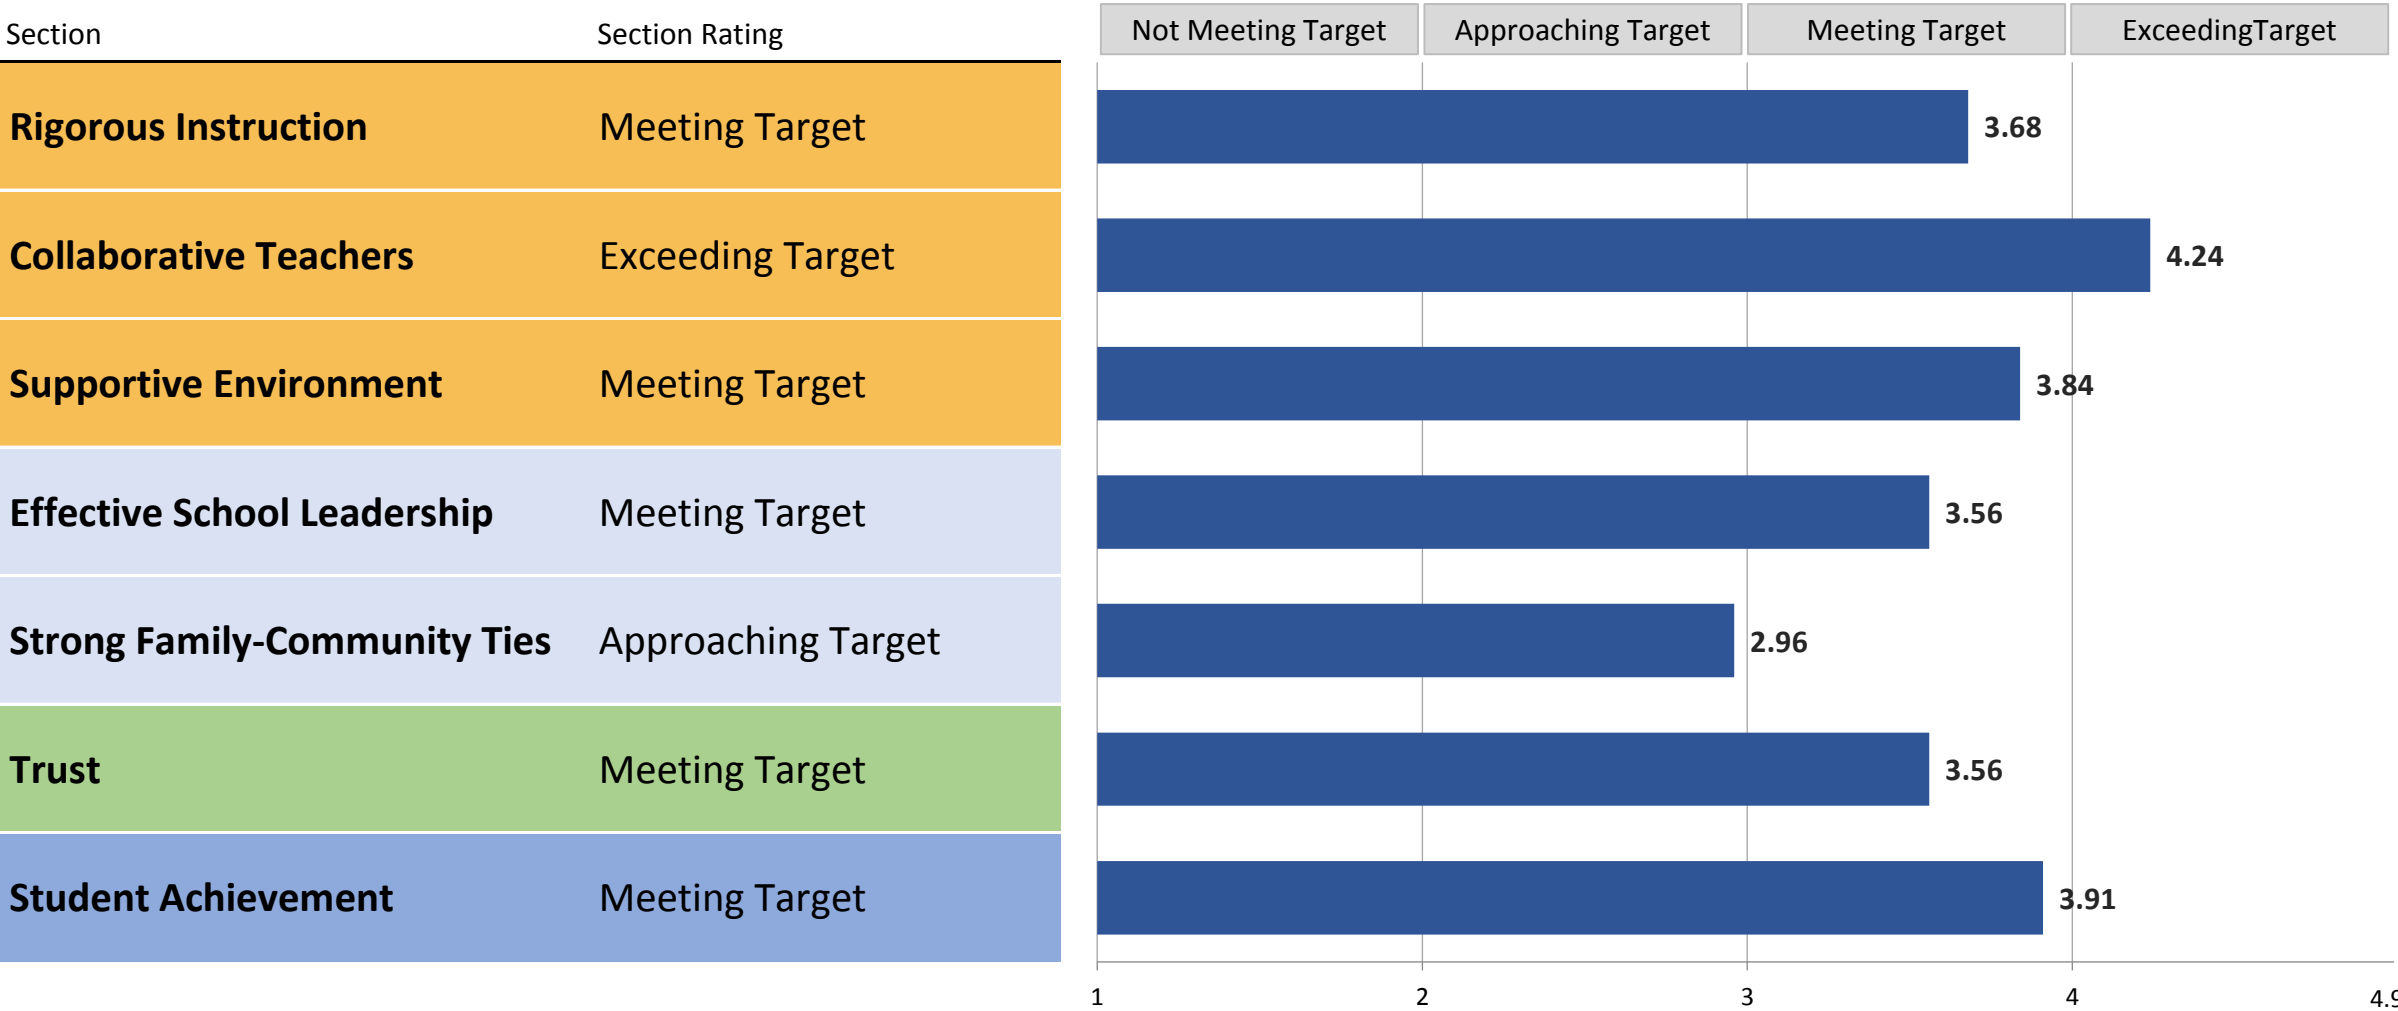 Section Section Rating Not Meeting Target Approaching Target Meeting Target ExceedingTarget
Rigorous Instruction Meeting Target 3.68
Collaborative Teachers Exceeding Target 4.24
Supportive Environment Meeting Target 3.84
Effective School Leadership Meeting Target 3.56
Strong Family-Community Ties Approaching Target 2.96
Trust Meeting Target 3.56
Student Achievement Meeting Target 3.91
1 2 3 4 4.9